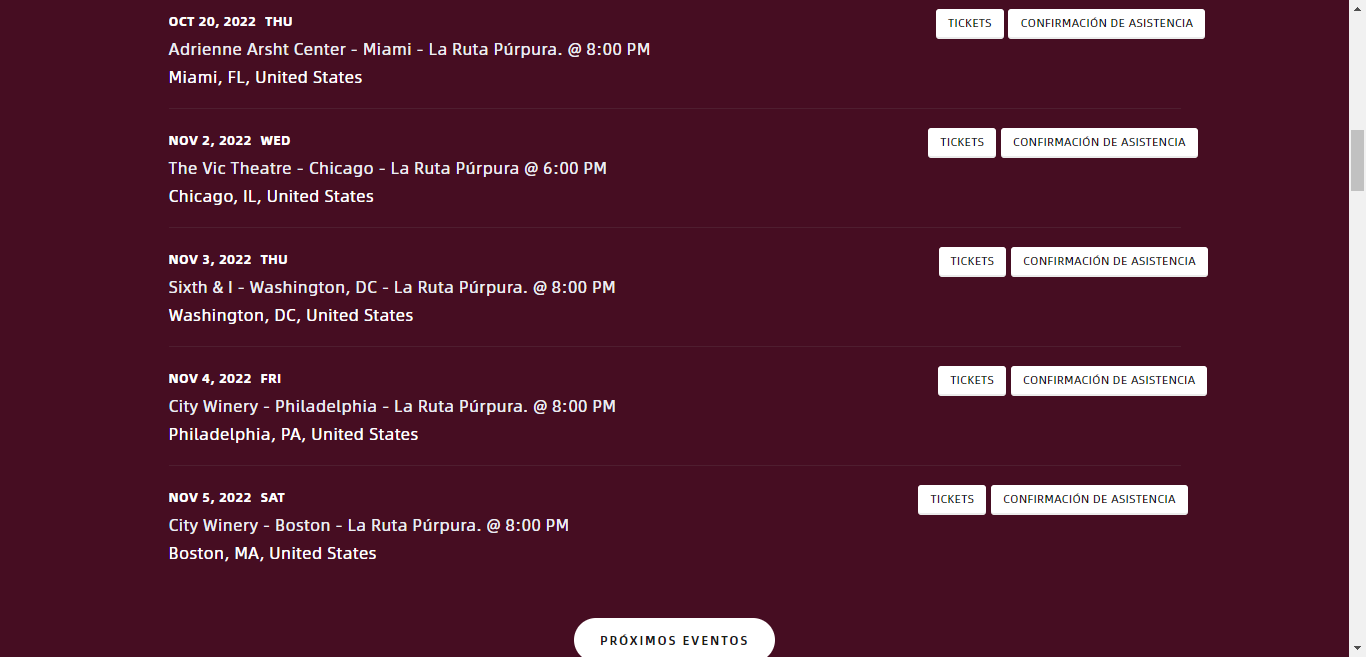 OCT 20, 2022 THU
TICKETS CONFIRMACIÓN DE ASISTENCIA
Adrienne Arsht Center - Miami - La Ruta Púrpura. @ 8:00 PM
Miami, FL, United States
NOV 2, 2022 WED
TICKETS CONFIRMACIÓN DE ASISTENCIA
The Vic Theatre - Chicago - La Ruta Púrpura @ 6:00 PM
Chicago, IL, United States
NOV 3, 2022 THU
TICKETS CONFIRMACIÓN DE ASISTENCIA
Sixth & I - Washington, DC - La Ruta Púrpura. @ 8:00 PM
Washington, DC, United States
NOV 4, 2022 FRI
TICKETS CONFIRMACIÓN DE ASISTENCIA
City Winery - Philadelphia - La Ruta Púrpura. @ 8:00 PM
Philadelphia, PA, United States
NOV 5, 2022 SAT
TICKETS CONFIRMACIÓN DE ASISTENCIA
City Winery - Boston - La Ruta Púrpura. @ 8:00 PM
Boston, MA, United States
PRÓXIMOS EVENTOS